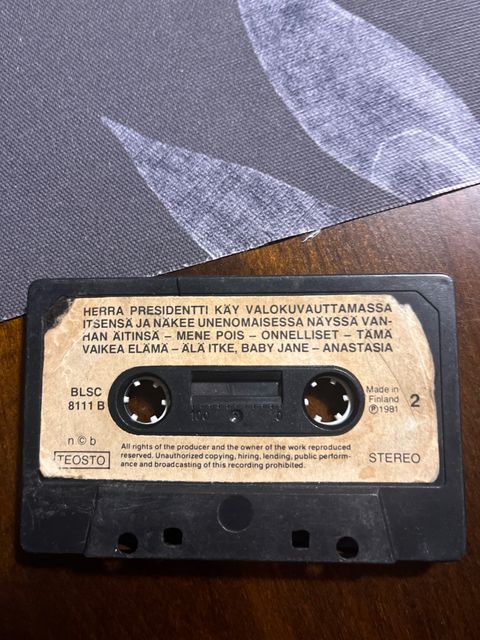 HERRA PRESIDENTTI KÄY VALOKUVAUTTAMASSA
ITSENSÄ JA NÄKEE UNENOMAISESSA NÄYSSÄ VAN-
HAN ÄITINSÄ – MENE POIS – ONNELLISET – TÄMÄ
VAIKEA ELÄMÄ – ÄLÄ ITKE, BABY JANE – ANASTASIA
BLSC
8111 B
100 0
Made in
Finland
℗1981
2
n©b
TEOSTO
All rights of the producer and the owner of the work reproduced
reserved. Unauthorized copying, hiring, lending, public perform-
ance and broadcasting of this recording prohibited.
STEREO